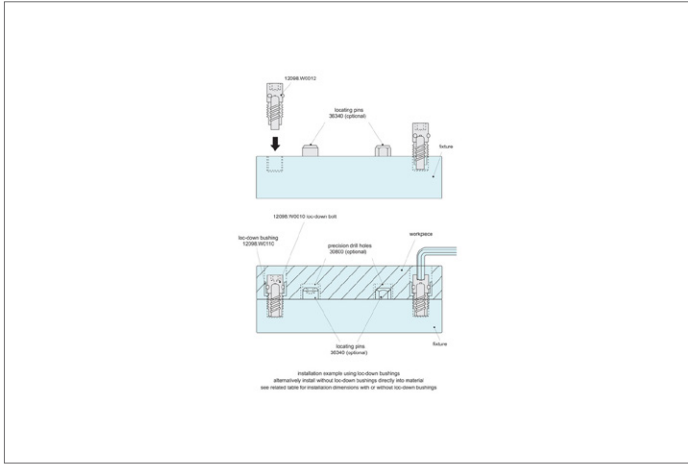 12098.W0012
locating pins
36340 (optional)
fixture
12098.W0010 loc-down bolt
loc-down bushing
12098.W0110
precision drill holes
30800 (optional)
workpiece
locating pins
36340 (optional)
fixture
installation example using loc-down bushings
alternatively install without loc-down bushings directly into material
see related table for installation dimensions with or without loc-down bushings